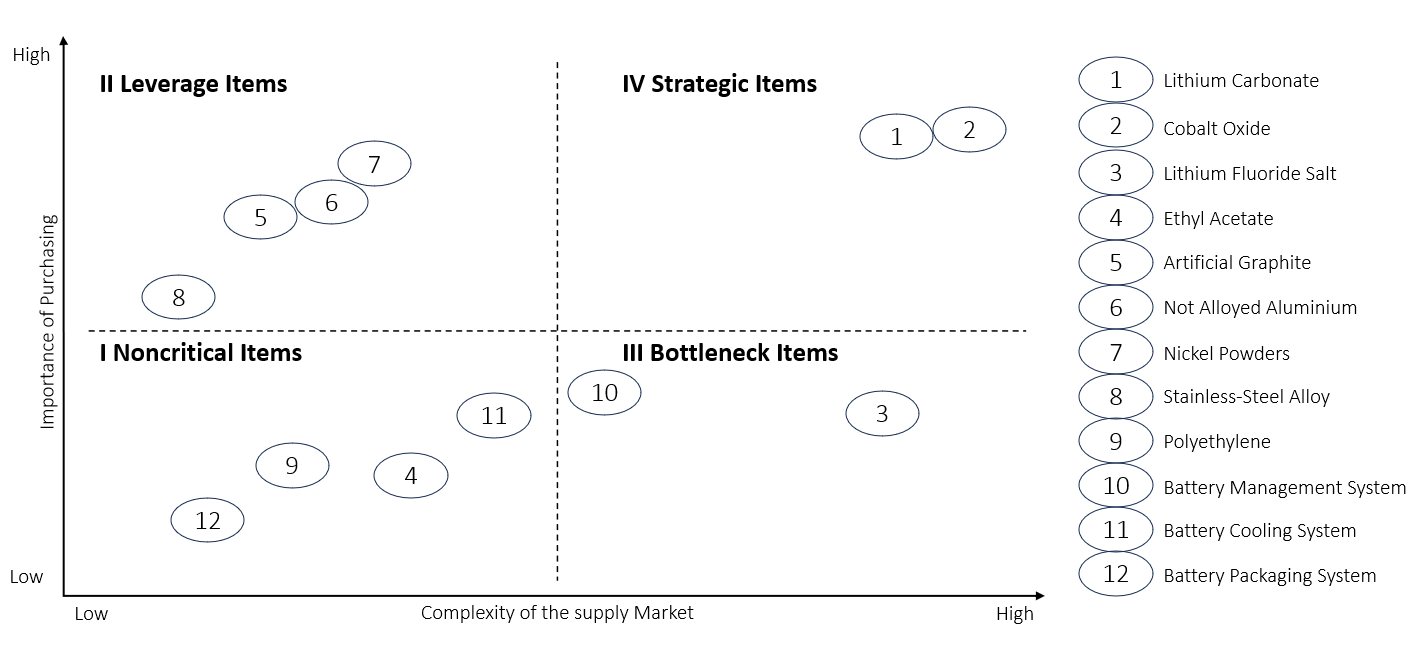 High
II Leverage Items
IV Strategic Items
1
2
7
6
5
8
Importance of Purchasing
I Noncritical Items
III Bottleneck Items
10
11
3
9
4
12
Low
Low
Complexity of the supply Market
High
1 Lithium Carbonate
2 Cobalt Oxide
3 Lithium Fluoride Salt
4 Ethyl Acetate
5 Artificial Graphite
6 Not Alloyed Aluminium
7 Nickel Powders
8 Stainless-Steel Alloy
9 Polyethylene
10 Battery Management System
11 Battery Cooling System
12 Battery Packaging System